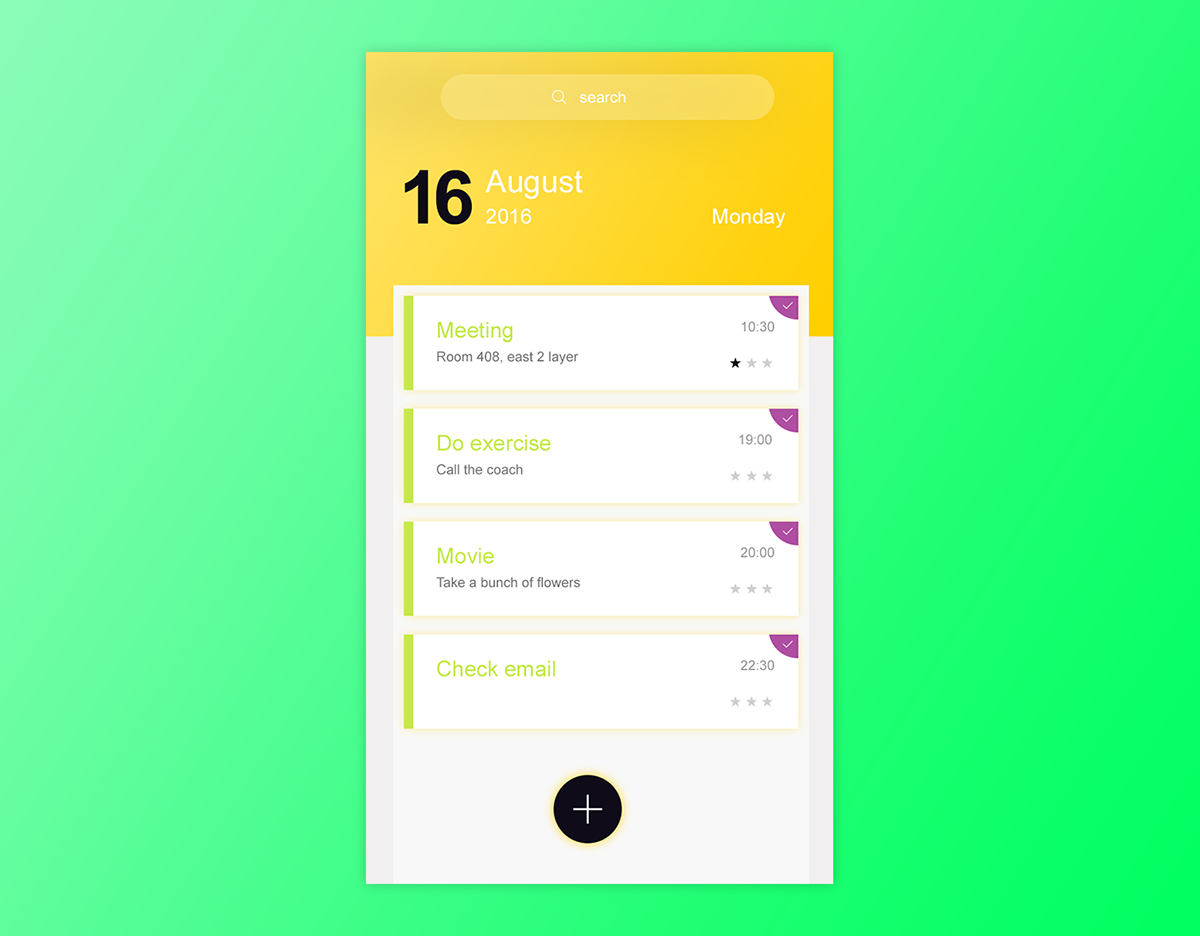 search
16 August
2016
Monday
Meeting
10:30
Room 408, east 2 layer
Do exercise
19:00
Call the coach
Movie
20:00
Take a bunch of flowers
Check email
22:30